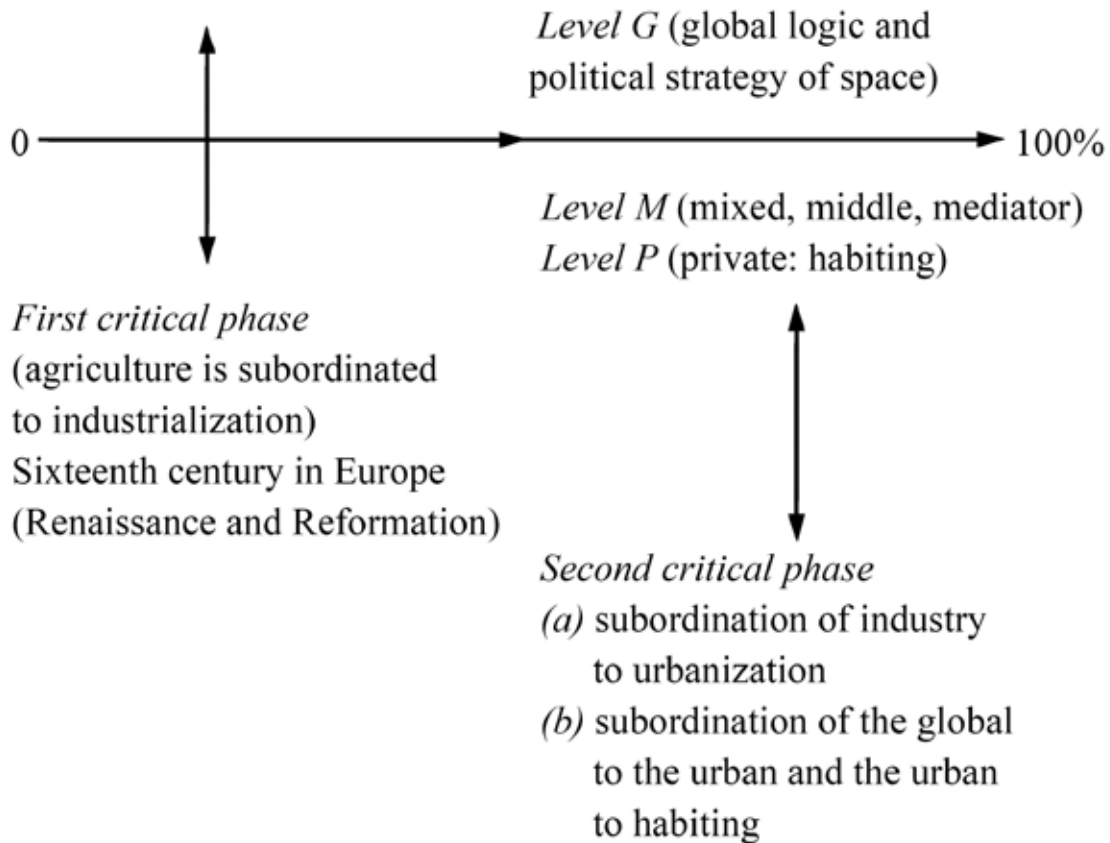 Level G (global logic and
political strategy of space)
0
100%
Level M (mixed, middle, mediator)
Level P (private: habiting)
First critical phase
(agriculture is subordinated
to industrialization)
Sixteenth century in Europe
(Renaissance and Reformation)
Second critical phase
(a) subordination of industry
to urbanization
(b) subordination of the global
to the urban and the urban
to habiting